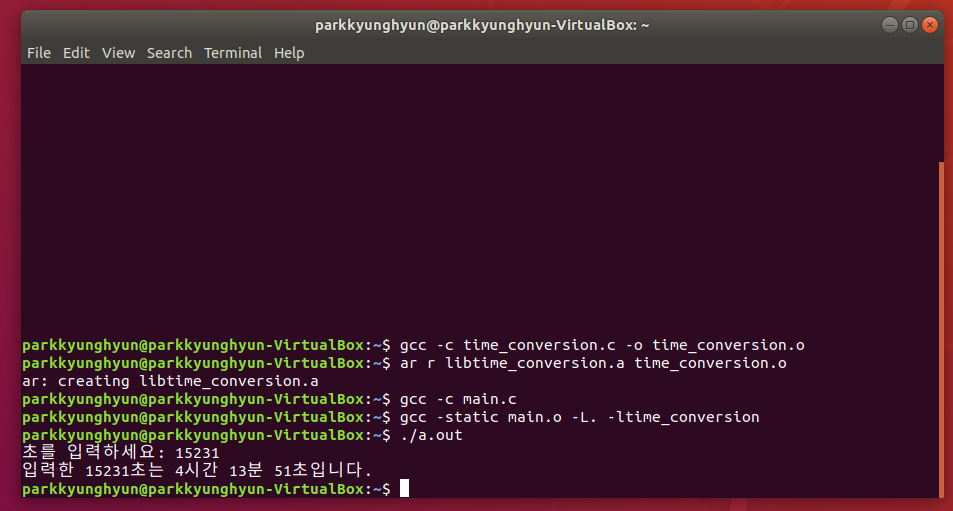 parkkyunghyun@parkkyunghyun-VirtualBox: ~
File Edit View Search Terminal Help
parkkyunghyun@parkkyunghyun-VirtualBox:~$ gcc -c time_conversion.c -o time_conversion.o
parkkyunghyun@parkkyunghyun-VirtualBox:~$ ar r libtime_conversion.a time_conversion.o
ar: creating libtime_conversion.a
parkkyunghyun@parkkyunghyun-VirtualBox:~$ gcc -c main.c
parkkyunghyun@parkkyunghyun-VirtualBox:~$ gcc -static main.o -L. -ltime_conversion
parkkyunghyun@parkkyunghyun-VirtualBox:~$ ./a.out
초를 입력하세요: 15231
입력한 15231초는 4시간 13분 51초입니다.
parkkyunghyun@parkkyunghyun-VirtualBox:~$